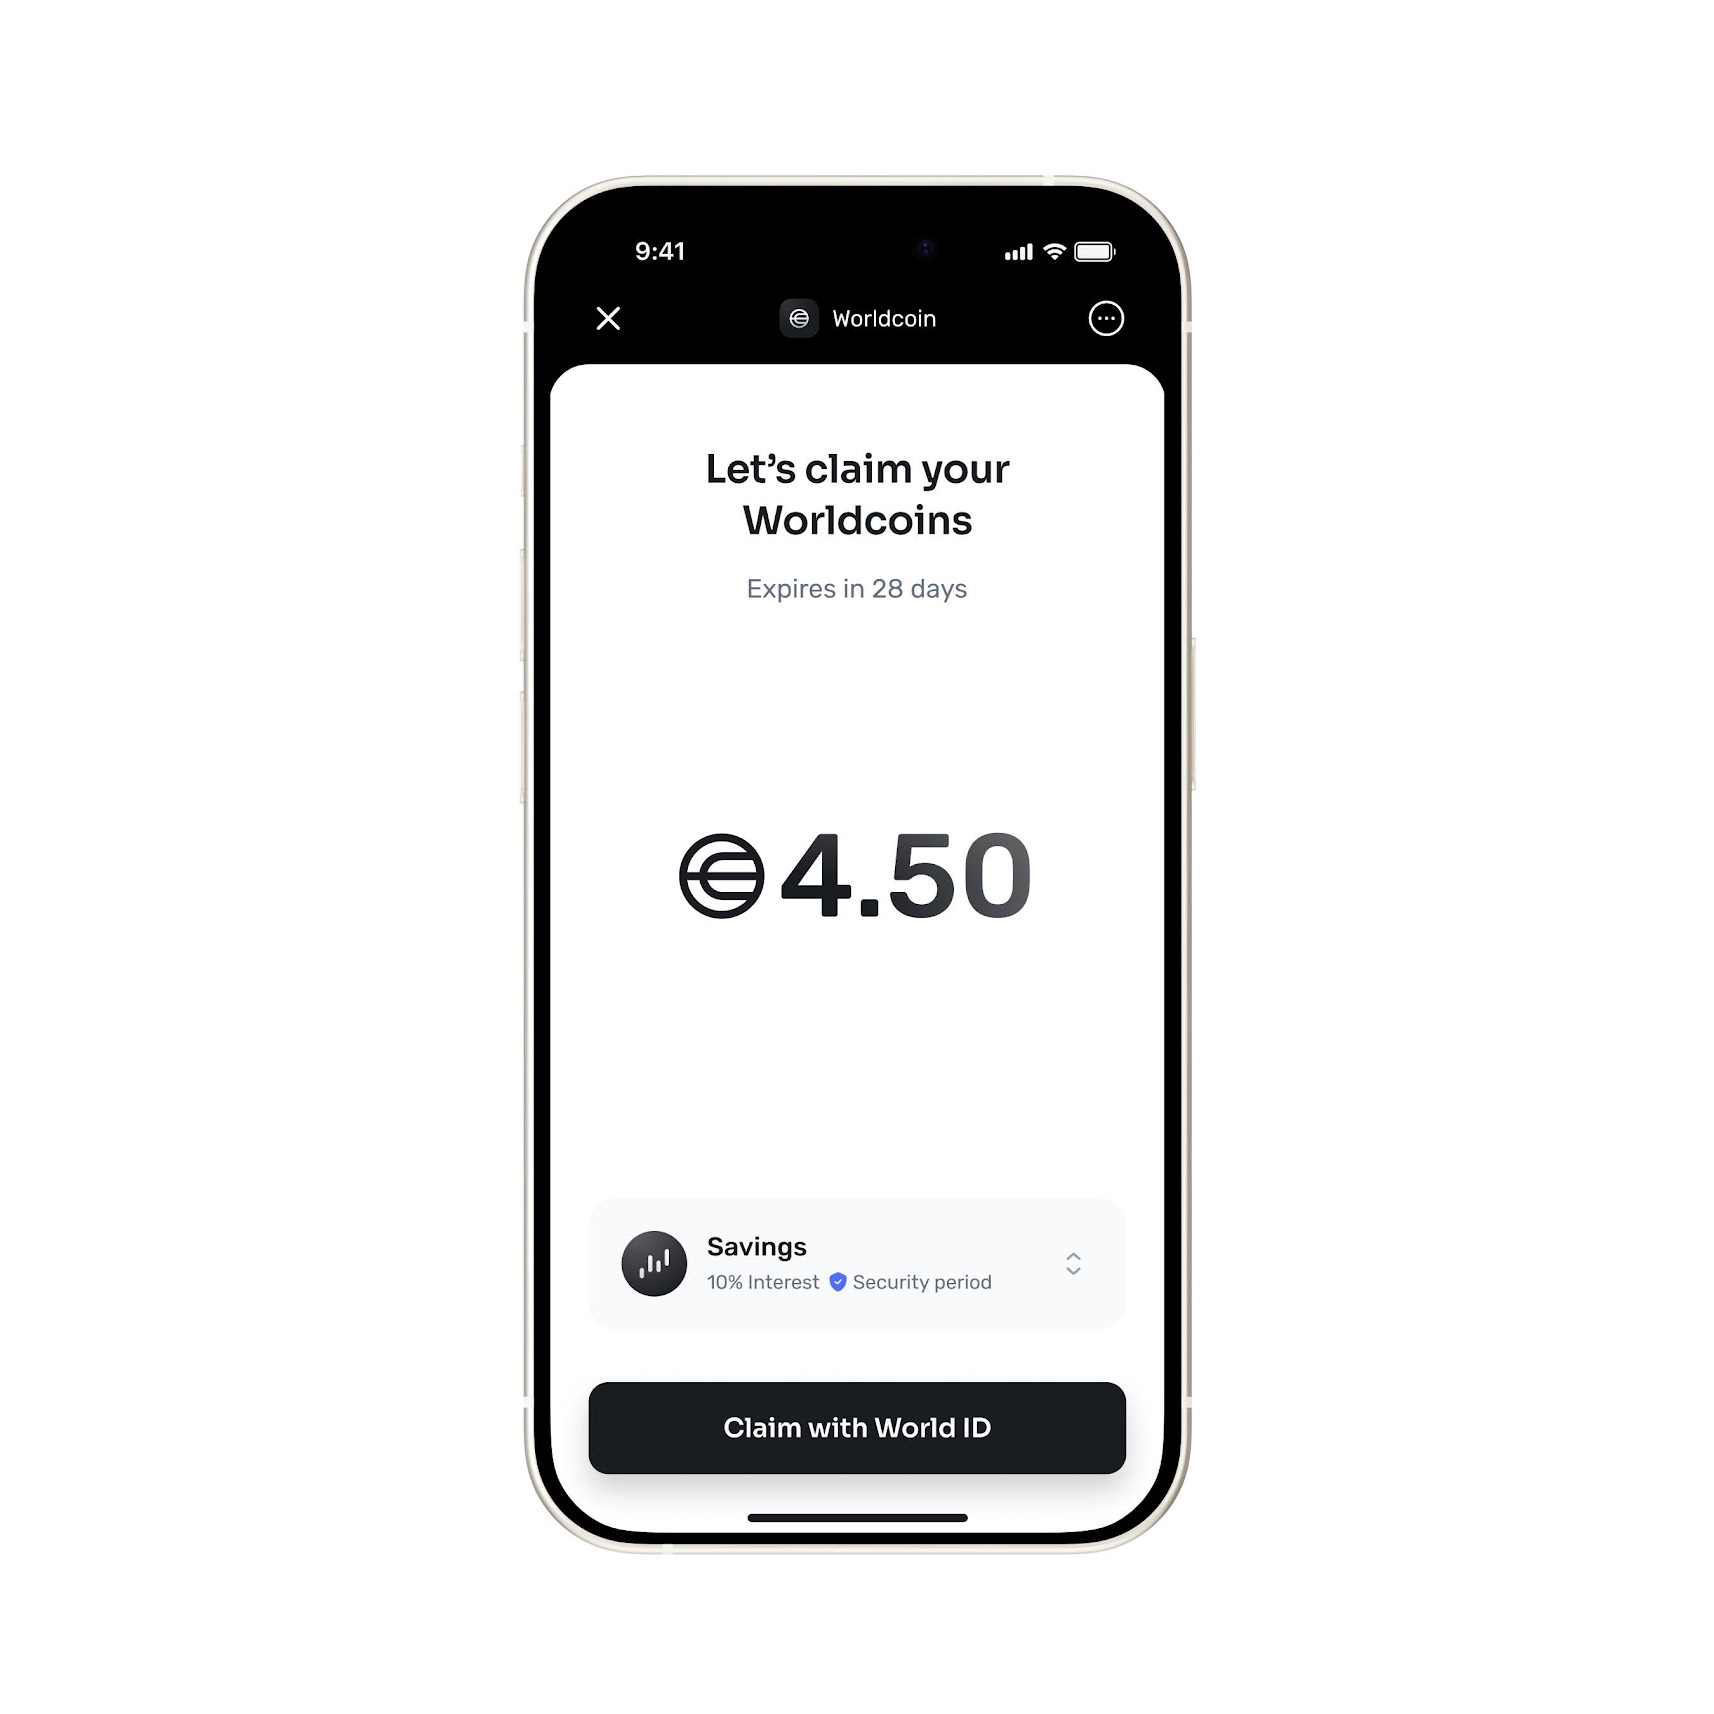 9:41
Worldcoin
Let’s claim your
Worldcoins
Expires in 28 days
4.50
Savings
10% Interest Security period
Claim with World ID